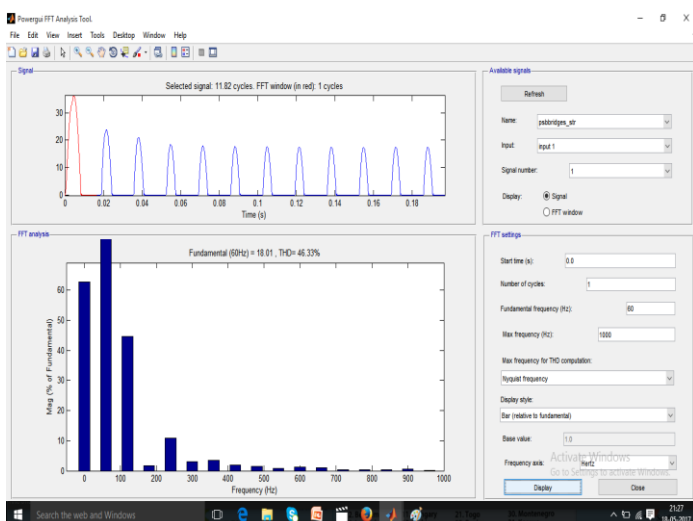 Powergui FFT Analysis Tool.
File Edit View Insert Tools Desktop Window Help
Signal
Selected signal: 11.82 cycles. FFT window (in red): 1 cycles
30
20
10
0
0 0.02 0.04 0.06 0.08 0.1 0.12 0.14 0.16 0.18
Time (s)
FFT analysis
Fundamental (60Hz) = 18.01 , THD= 46.33%
60
50
40
30
20
10
0
Mag (% of Fundamental)
0 100 200 300 400 500 600 700 800 900 1000
Frequency (Hz)
Available signals
Refresh
Name: psbbridges_str
Input: input 1
Signal number: 1
Display: Signal
FFT window
FFT settings
Start time (s): 0.0
Number of cycles: 1
Fundamental frequency (Hz): 60
Max frequency (Hz): 1000
Max frequency for THD computation:
Nyquist frequency
Display style:
Bar (relative to fundamental)
Base value: 1.0
Frequency axis: Hertz
Activate Windows
Go to Settings to activate Windows.
Display Close
Search the web and Windows
21:27
18-05-2017